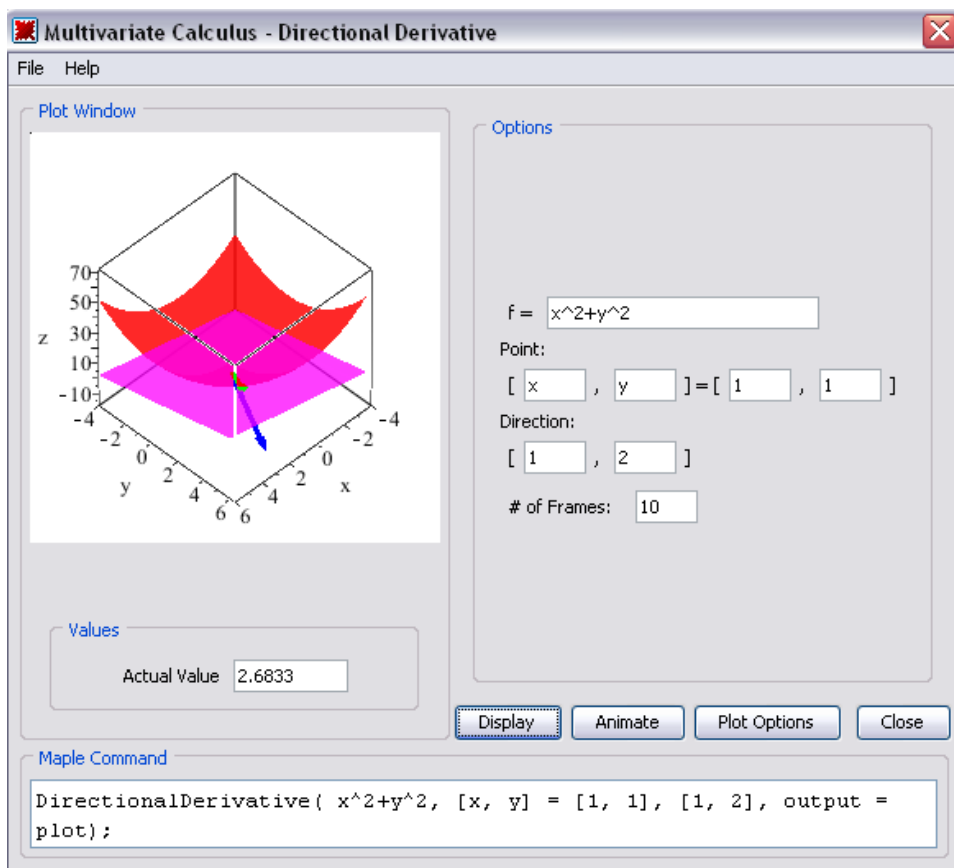 Multivariate Calculus - Directional Derivative
File Help
Plot Window
70
50
30
10
-10
z
-4
-2
0
2
4
6
y
6
4
2
0
-2
-4
x
Values
Actual Value 2.6833
Options
f = x^2+y^2
Point:
[ x , y ]=[ 1 , 1 ]
Direction:
[ 1 , 2 ]
# of Frames: 10
Display Animate Plot Options Close
Maple Command
DirectionalDerivative( x^2+y^2, [x, y] = [1, 1], [1, 2], output =
plot);